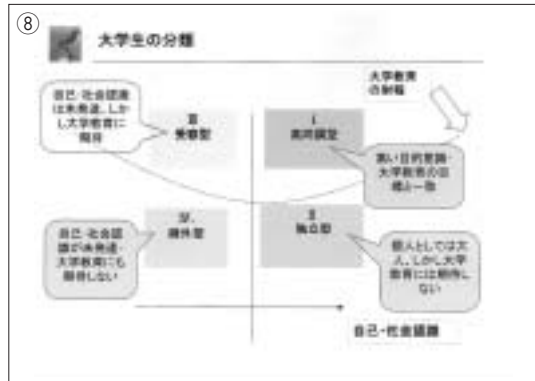 ⑧
大学生の分類
大学教育
の射程
自己・社会認識
は未発達、しか
し大学教育に
期待
Ⅲ
受容型
Ⅰ
高同調型
高い目的意識・
大学教育の目
標と一致
自己・社会認
識が未発達・
大学教育にも
期待しない
Ⅳ.
疎外型
Ⅱ
独立型
個人としては大
人、しかし大学
教育には期待し
ない
自己・社会認識